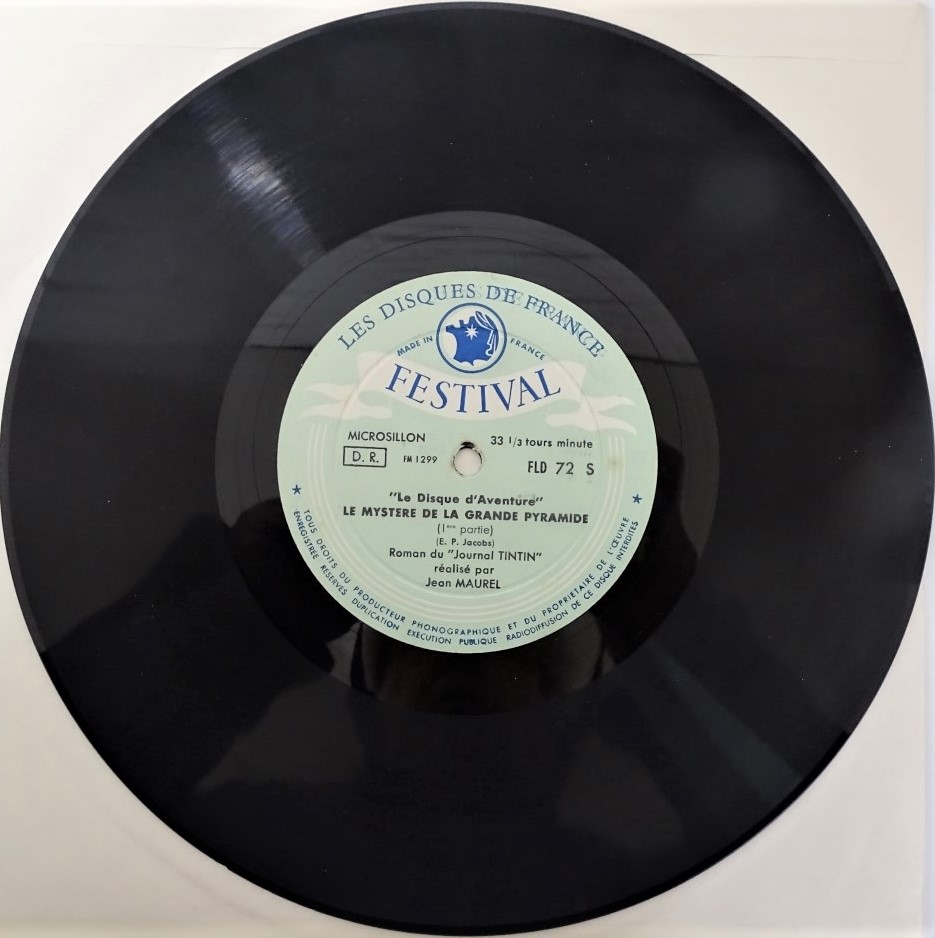 LES DISQUES DE FRANCE
MADE IN FRANCE
FESTIVAL
MICROSILLON 33 1/3 tours minute
D. R. FM 1299 FLD 72 S
"Le Disque d'Aventure"
LE MYSTERE DE LA GRANDE PYRAMIDE
(1ère partie)
(E. P. Jacobs)
Roman du "Journal TINTIN"
réalisé par
Jean MAUREL
★ TOUS DROITS DU PRODUCTEUR PHONOGRAPHIQUE ET DU PROPRIETAIRE DE L'ŒUVRE ★
ENREGISTREE RESERVES DUPLICATION EXECUTION PUBLIQUE RADIODIFFUSION DE CE DISQUE INTERDITES